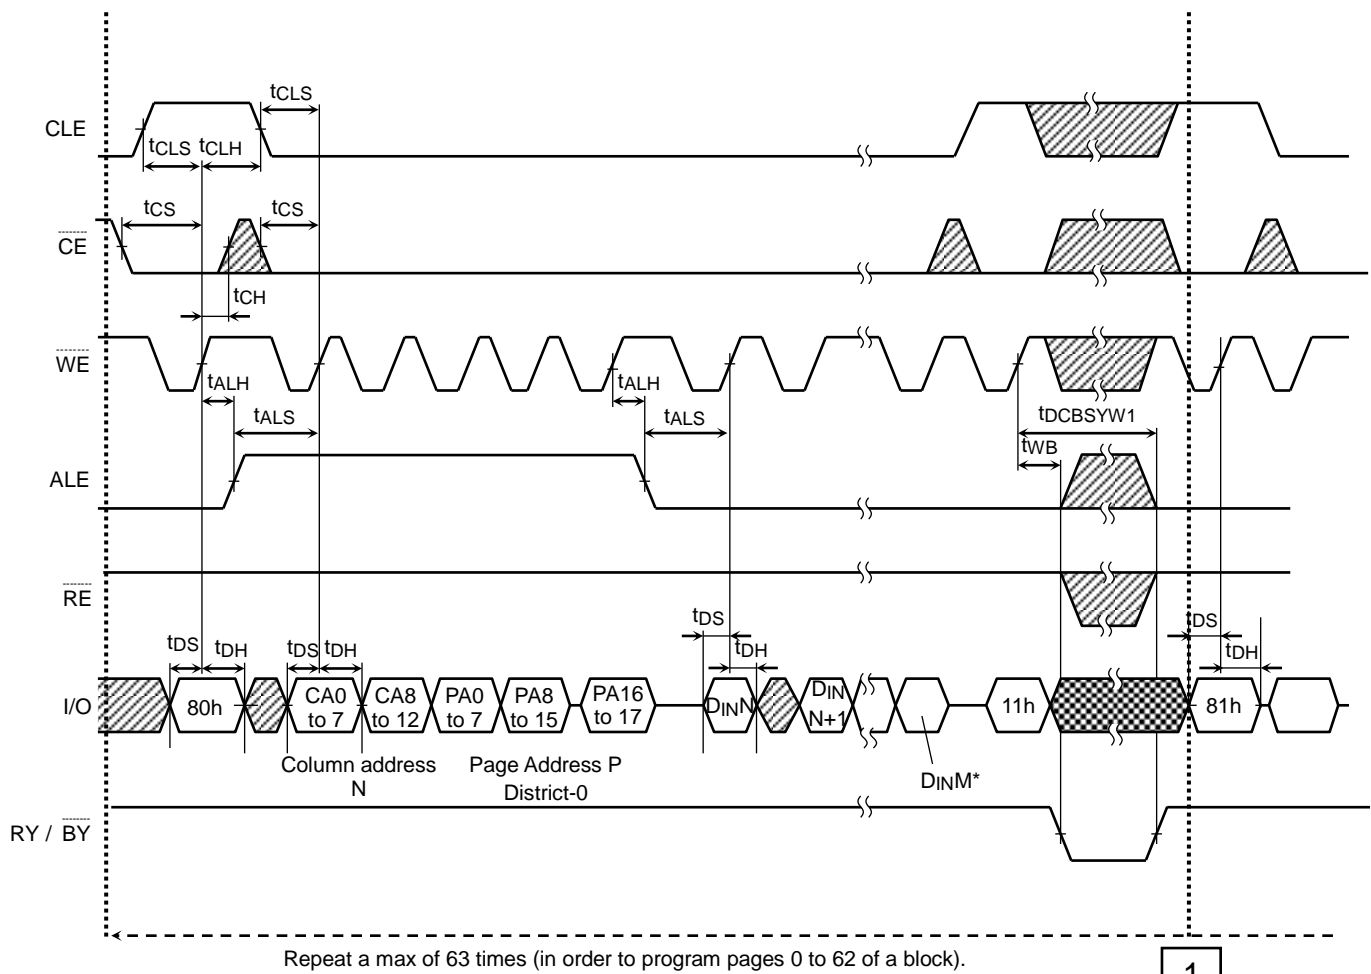 tCLS
CLE
tCLS tCLH
tCS tCS
CE
tCH
WE
tALH tALH
tALS tALS tDCBSYW1
tWB
ALE
RE
tDS tDH tDS tDH tDS tDH tDS tDH
I/O
80h
CA0 to 7
CA8 to 12
PA0 to 7
PA8 to 15
PA16 to 17
DINN
DIN N+1
11h
81h
Column address N
Page Address P
District-0
DINM*
RY / BY
Repeat a max of 63 times (in order to program pages 0 to 62 of a block).
1